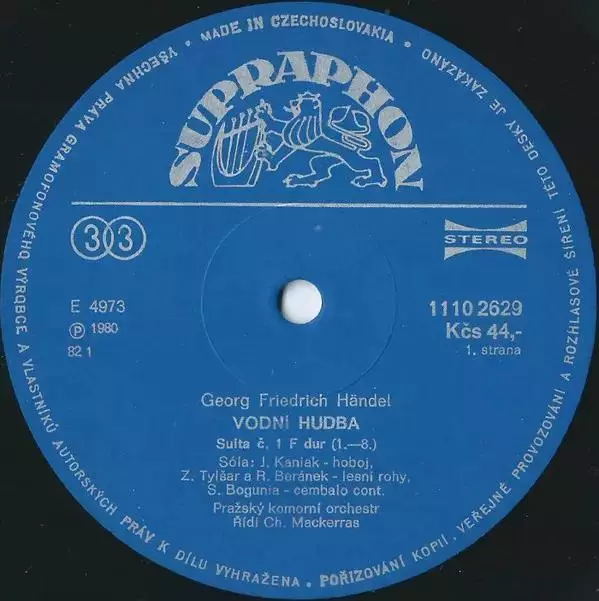 VŠECHNA PRÁVA GRAMOFONOVÉHO VÝROBCE A VLASTNÍKŮ AUTORSKÝCH PRÁV K DÍLU VYHRAŽENA • POŘIZOVÁNÍ KOPIÍ, VEŘEJNÉ PROVOZOVÁNÍ A ROZHLASOVÉ ŠÍŘENÍ TÉTO DESKY JE ZAKÁZÁNO • MADE IN CZECHOSLOVAKIA •
SUPRAPHON
33
STEREO
E 4973
1110 2629
Ⓟ 1980
Kčs 44,-
82 1
1. strana
Georg Friedrich Händel
VODNÍ HUDBA
Suita č. 1 F dur (1.—8.)
Sóla: J. Kaniak - hoboj,
Z. Tylšar a R. Beránek - lesní rohy,
S. Bogunia - cembalo cont.
Pražský komorní orchestr
Řídí Ch. Mackerras